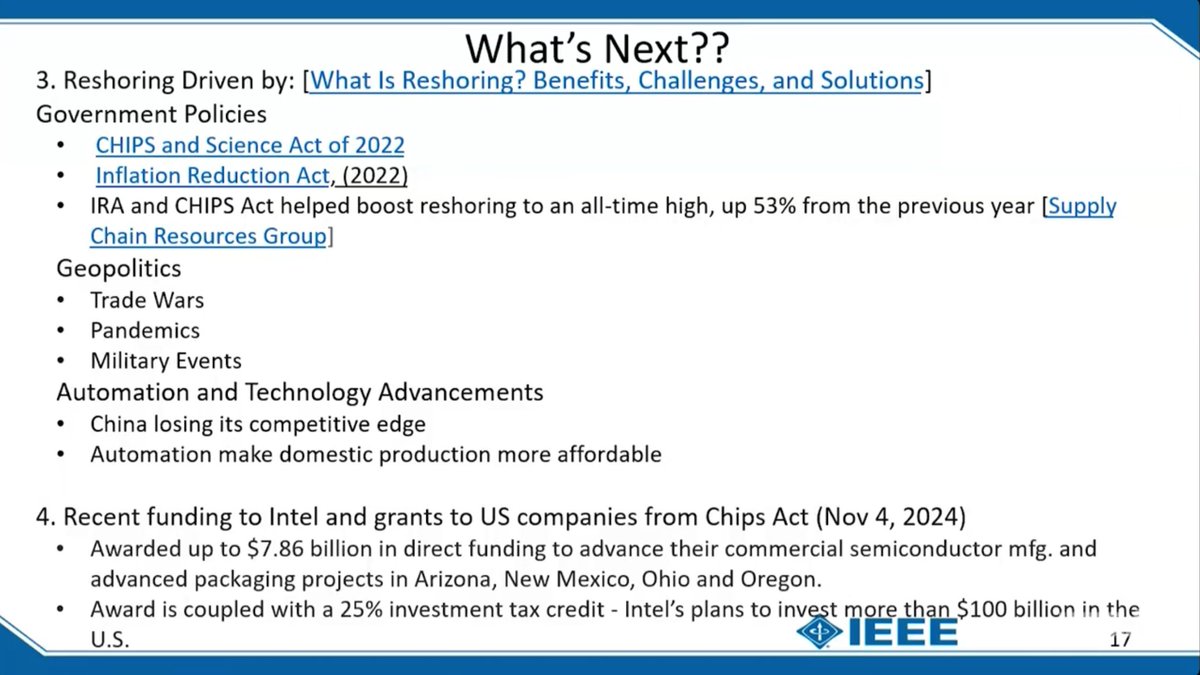 What's Next??
3. Reshoring Driven by: [What Is Reshoring? Benefits, Challenges, and Solutions]
Government Policies
• CHIPS and Science Act of 2022
• Inflation Reduction Act, (2022)
• IRA and CHIPS Act helped boost reshoring to an all-time high, up 53% from the previous year [Supply
Chain Resources Group]
Geopolitics
• Trade Wars
• Pandemics
• Military Events
Automation and Technology Advancements
• China losing its competitive edge
• Automation make domestic production more affordable
4. Recent funding to Intel and grants to US companies from Chips Act (Nov 4, 2024)
• Awarded up to $7.86 billion in direct funding to advance their commercial semiconductor mfg. and
advanced packaging projects in Arizona, New Mexico, Ohio and Oregon.
• Award is coupled with a 25% investment tax credit - Intel's plans to invest more than $100 billion in the
U.S.
IEEE
17